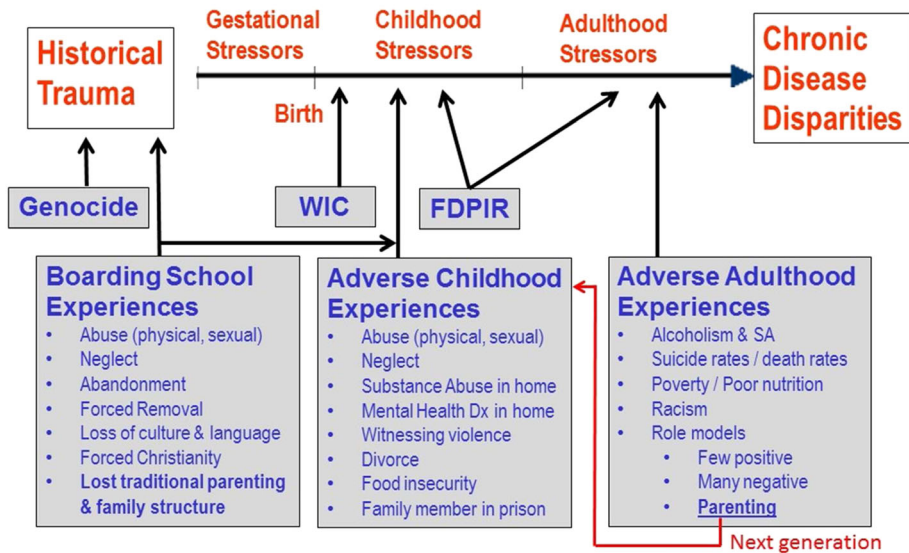 Historical
Trauma
Gestational
Stressors
Childhood
Stressors
Adulthood
Stressors
Chronic
Disease
Disparities
Birth
Genocide
WIC
FDPIR
Boarding School
Experiences
• Abuse (physical, sexual)
• Neglect
• Abandonment
• Forced Removal
• Loss of culture & language
• Forced Christianity
• Lost traditional parenting
& family structure
Adverse Childhood
Experiences
• Abuse (physical, sexual)
• Neglect
• Substance Abuse in home
• Mental Health Dx in home
• Witnessing violence
• Divorce
• Food insecurity
• Family member in prison
Adverse Adulthood
Experiences
• Alcoholism & SA
• Suicide rates / death rates
• Poverty / Poor nutrition
• Racism
• Role models
• Few positive
• Many negative
• Parenting
Next generation